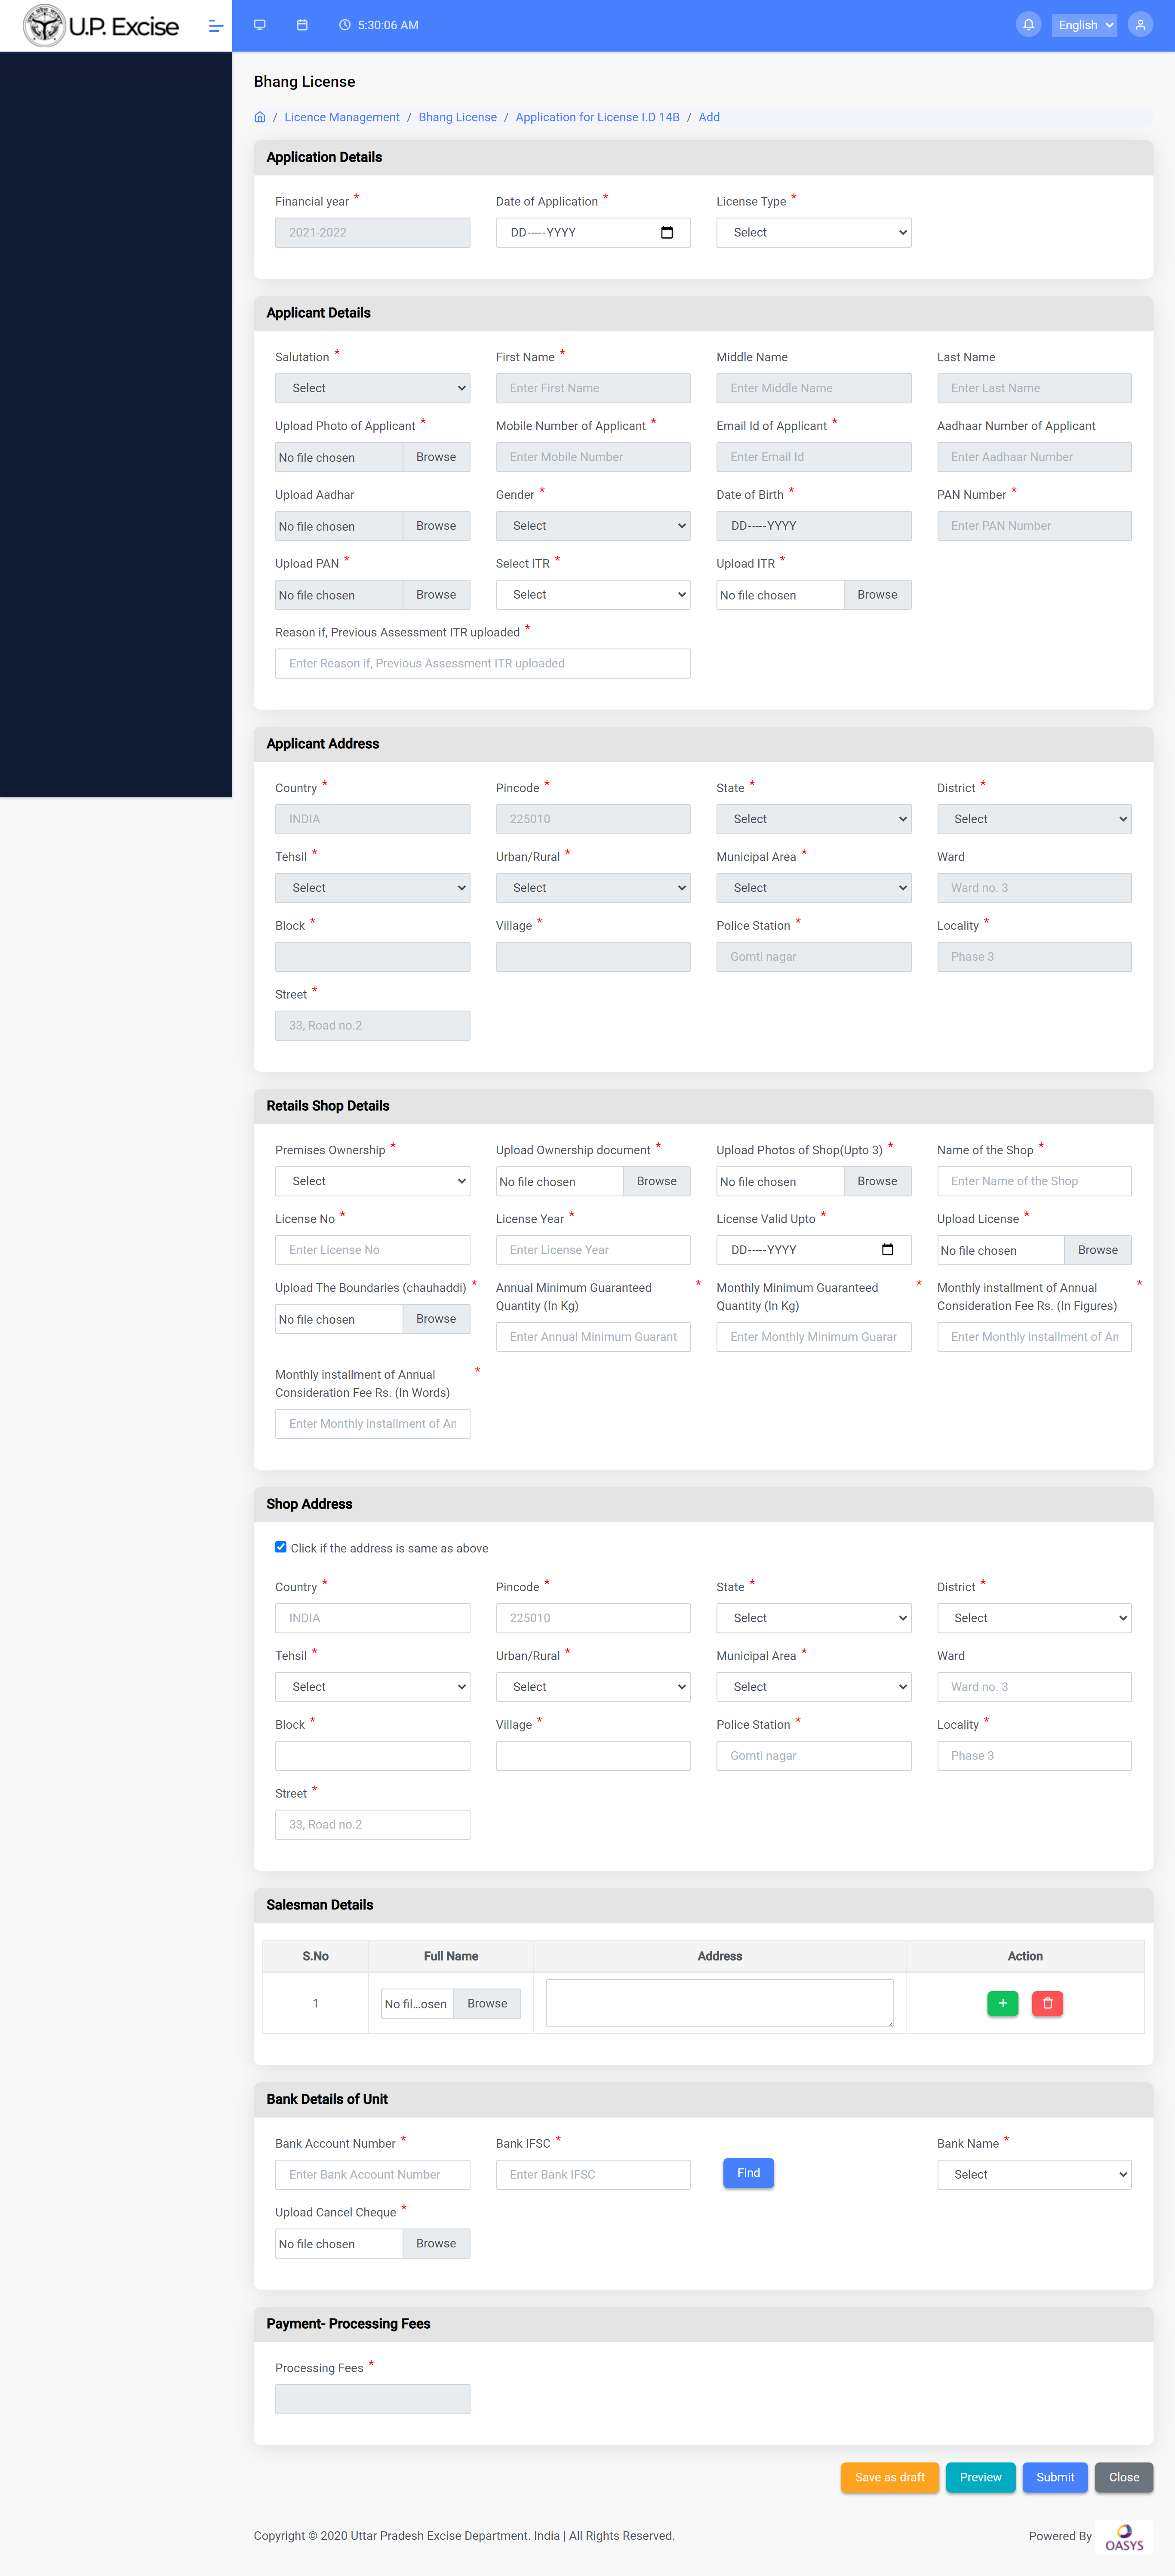 U.P. Excise
5:30:06 AM
English
Bhang License
/ Licence Management / Bhang License / Application for License I.D 14B / Add
Application Details
Financial year * Date of Application * License Type *
2021-2022 DD-----YYYY Select
Applicant Details
Salutation * First Name * Middle Name Last Name
Select Enter First Name Enter Middle Name Enter Last Name
Upload Photo of Applicant * Mobile Number of Applicant * Email Id of Applicant * Aadhaar Number of Applicant
No file chosen Browse Enter Mobile Number Enter Email Id Enter Aadhaar Number
Upload Aadhar Gender * Date of Birth * PAN Number *
No file chosen Browse Select DD-----YYYY Enter PAN Number
Upload PAN * Select ITR * Upload ITR *
No file chosen Browse Select No file chosen Browse
Reason if, Previous Assessment ITR uploaded *
Enter Reason if, Previous Assessment ITR uploaded
Applicant Address
Country * Pincode * State * District *
INDIA 225010 Select Select
Tehsil * Urban/Rural * Municipal Area * Ward
Select Select Select Ward no. 3
Block * Village * Police Station * Locality *
Gomti nagar Phase 3
Street *
33, Road no.2
Retails Shop Details
Premises Ownership * Upload Ownership document * Upload Photos of Shop(Upto 3) * Name of the Shop *
Select No file chosen Browse No file chosen Browse Enter Name of the Shop
License No * License Year * License Valid Upto * Upload License *
Enter License No Enter License Year DD-----YYYY No file chosen Browse
Upload The Boundaries (chauhaddi) * Annual Minimum Guaranteed * Monthly Minimum Guaranteed * Monthly installment of Annual *
Quantity (In Kg) Quantity (In Kg) Consideration Fee Rs. (In Figures)
No file chosen Browse Enter Annual Minimum Guarant Enter Monthly Minimum Guarar Enter Monthly installment of An
Monthly installment of Annual *
Consideration Fee Rs. (In Words)
Enter Monthly installment of Ar
Shop Address
Click if the address is same as above
Country * Pincode * State * District *
INDIA 225010 Select Select
Tehsil * Urban/Rural * Municipal Area * Ward
Select Select Select Ward no. 3
Block * Village * Police Station * Locality *
Gomti nagar Phase 3
Street *
33, Road no.2
Salesman Details
S.No Full Name Address Action
1 No fil...osen Browse
Bank Details of Unit
Bank Account Number * Bank IFSC * Bank Name *
Enter Bank Account Number Enter Bank IFSC Find Select
Upload Cancel Cheque *
No file chosen Browse
Payment- Processing Fees
Processing Fees *
Save as draft Preview Submit Close
Copyright © 2020 Uttar Pradesh Excise Department. India | All Rights Reserved. Powered By OASYS